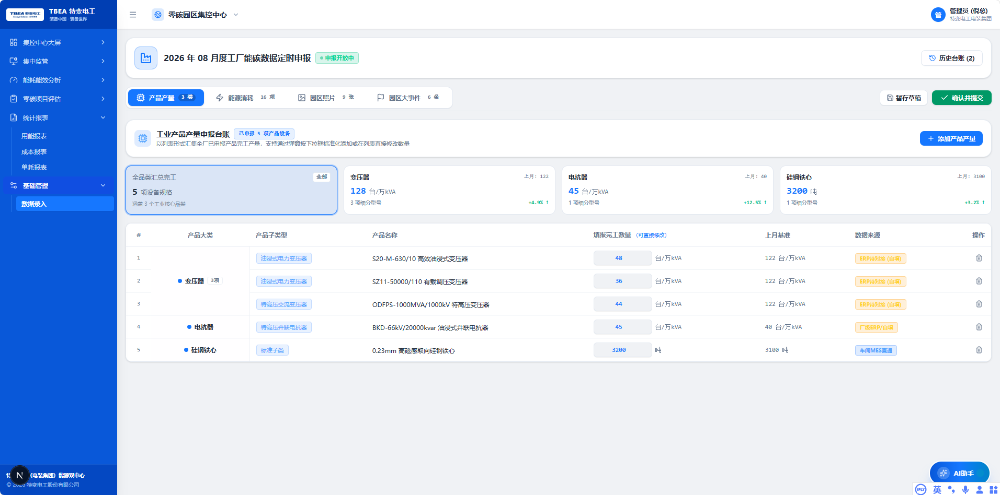 TBEA 特变电工
装备中国·装备世界
集控中心大屏
集中监管
能耗能效分析
零碳项目评估
统计报表
用能报表
成本报表
单耗报表
基础管理
数据录入
N
(电装集团) 能源双中心
© 2026 特变电工股份有限公司
零碳园区集控中心
管
管理员 (倪总)
特变电工电装集团
2026 年 08 月度工厂能碳数据定时申报
申报开放中
历史台账 (2)
产品产量 3 类
能源消耗 16 项
园区照片 9 张
园区大事件 6 条
暂存草稿
确认并提交
工业产品产量申报台账
已申报 5 项产品设备
以列表形式汇集全厂已申报产品完工产量，支持通过弹窗按下拉框标准化添加或在列表直接修改数量
添加产品产量
全品类汇总完工
全部
5 项设备规格
涵盖 3 个工业核心品类
变压器
上月: 122
128 台/万kVA
3 项细分型号
+4.9% ↑
电抗器
上月: 40
45 台/万kVA
1 项细分型号
+12.5% ↑
硅钢铁心
上月: 3100
3200 吨
1 项细分型号
+3.2% ↑
# 产品大类 产品子类型 产品名称 填报完工数量 (可直接修改) 上月基准 数据来源 操作
1 油浸式电力变压器 S20-M-630/10 高效油浸式变压器 48 台/万kVA 122 台/万kVA ERP待对接 (自填)
变压器 3项
2 油浸式电力变压器 SZ11-50000/110 有载调压变压器 36 台/万kVA 122 台/万kVA ERP待对接 (自填)
3 特高压交流变压器 ODFPS-1000MVA/1000kV 特高压变压器 44 台/万kVA 122 台/万kVA ERP待对接 (自填)
4 电抗器 特高压并联电抗器 BKD-66kV/20000kvar 油浸式并联电抗器 45 台/万kVA 40 台/万kVA 厂级ERP/自填
5 硅钢铁心 标准子类 0.23mm 高磁感取向硅钢铁心 3200 吨 3100 吨 车间MES直通
AI助手
iFLY 英